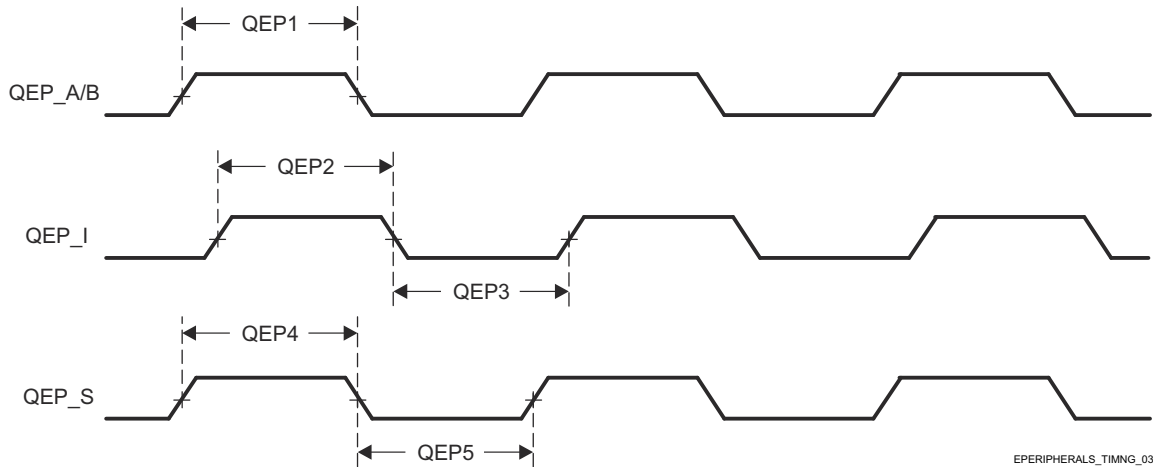 QEP1
QEP_A/B
QEP2
QEP_I
QEP3
QEP4
QEP_S
QEP5
EPERIPHERALS_TIMNG_03